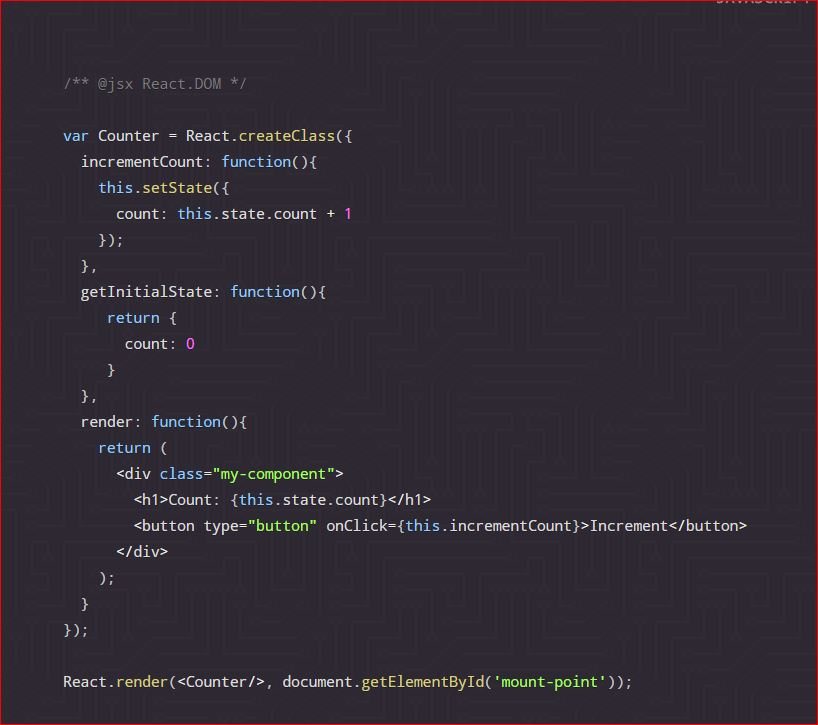 /** @jsx React.DOM */
var Counter = React.createClass({
  incrementCount: function(){
    this.setState({
      count: this.state.count + 1
    });
  },
  getInitialState: function(){
     return {
       count: 0
     }
  },
  render: function(){
    return (
      <div class="my-component">
        <h1>Count: {this.state.count}</h1>
        <button type="button" onClick={this.incrementCount}>Increment</button>
      </div>
    );
  }
});
React.render(<Counter/>, document.getElementById('mount-point'));